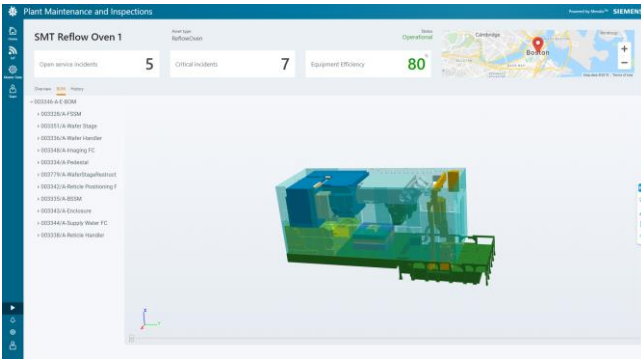 Plant Maintenance and Inspections
Powered by Mendix™ SIEMENS
SMT Reflow Oven 1
Asset type
ReflowOven
Status
Operational
Open service incidents 5
Critical incidents 7
Equipment Efficiency 80 %
Cambridge
Boston
Overview BOM History
003346-A-E-BOM
003328/A-FSSM
003351/A-Wafer Stage
003336/A-Wafer Handler
003348/A-Imaging FC
003334/A-Pedestal
003779/A-WaferStageRestruct
003342/A-Reticle Positioning F
003335/A-BSSM
003343/A-Enclosure
003344/A-Supply Water FC
003338/A-Reticle Handler
Z